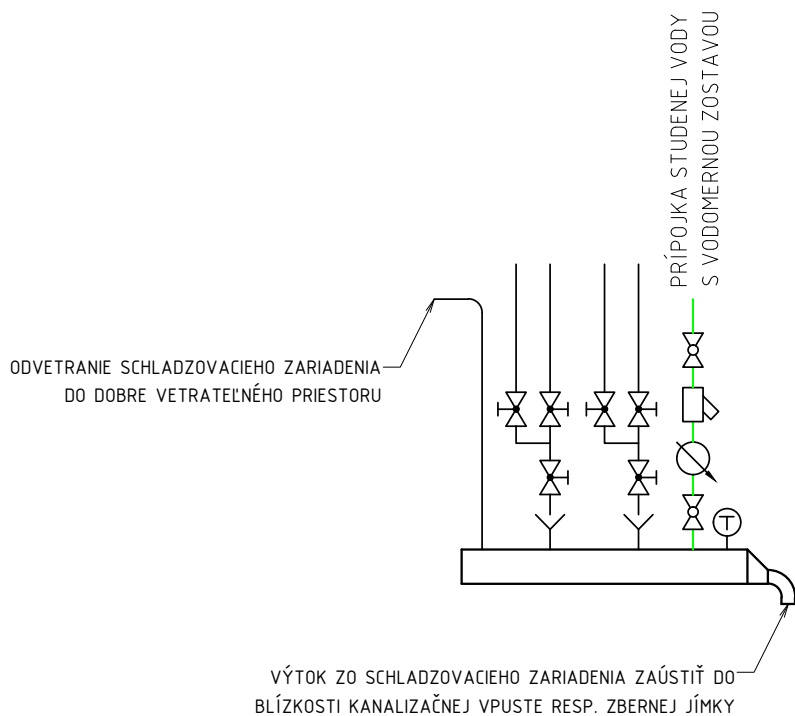 PRÍPOJKA STUDENEJ VODY
S VODOMERNOU ZOSTAVOU
ODVETRANIE SCHLADZOVACIEHO ZARIADENIA
DO DOBRE VETRATEĽNÉHO PRIESTORU
T
VÝTOK ZO SCHLADZOVACIEHO ZARIADENIA ZAÚSTIŤ DO
BLÍZKOSTI KANALIZAČNEJ VPUSTE RESP. ZBERNEJ JÍMKY